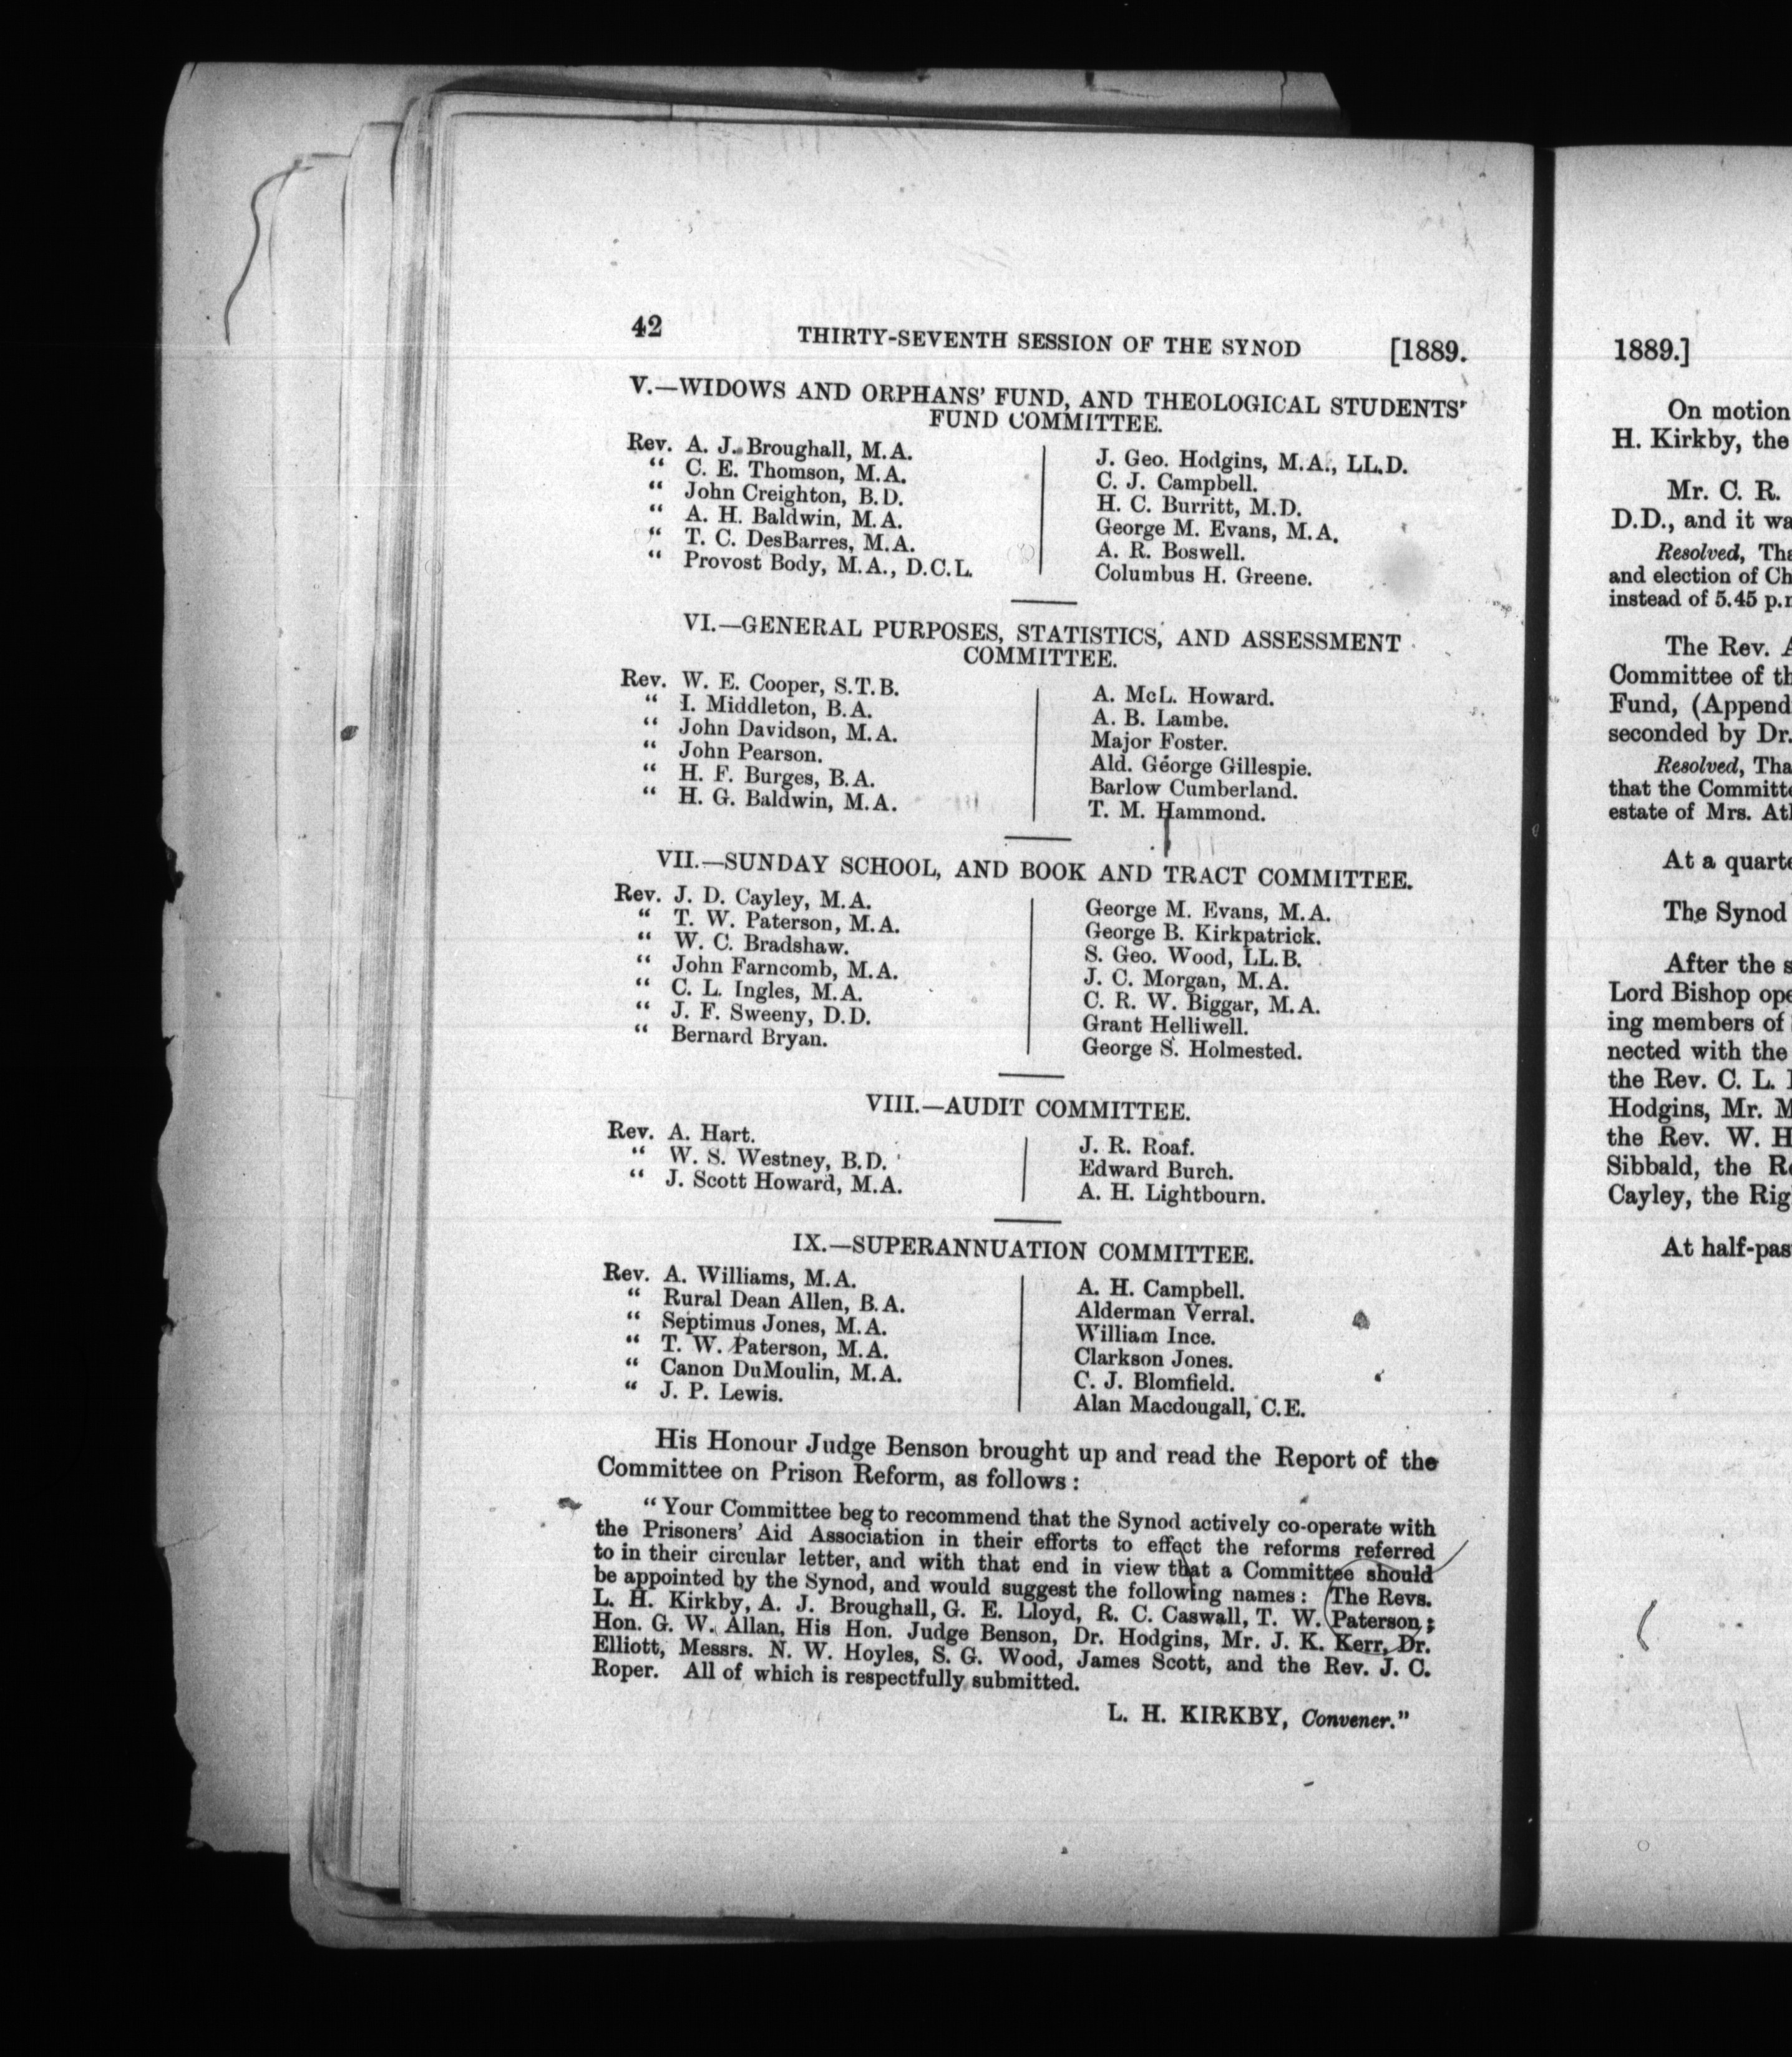 42 THIRTY-SEVENTH SESSION OF THE SYNOD [1889.
V.—WIDOWS AND ORPHANS' FUND, AND THEOLOGICAL STUDENTS'
FUND COMMITTEE.
Rev. A. J. Broughall, M.A.
“ C. E. Thomson, M.A.
“ John Creighton, B.D.
“ A. H. Baldwin, M.A.
“ T. C. DesBarres, M.A.
“ Provost Body, M.A., D.C.L.
J. Geo. Hodgins, M.A., LL.D.
C. J. Campbell.
H. C. Burritt, M.D.
George M. Evans, M.A.
A. R. Boswell.
Columbus H. Greene.
VI.—GENERAL PURPOSES, STATISTICS, AND ASSESSMENT
COMMITTEE.
Rev. W. E. Cooper, S.T.B.
“ I. Middleton, B.A.
“ John Davidson, M.A.
“ John Pearson.
“ H. F. Burges, B.A.
“ H. G. Baldwin, M.A.
A. McL. Howard.
A. B. Lambe.
Major Foster.
Ald. George Gillespie.
Barlow Cumberland.
T. M. Hammond.
VII.—SUNDAY SCHOOL, AND BOOK AND TRACT COMMITTEE.
Rev. J. D. Cayley, M.A.
“ T. W. Paterson, M.A.
“ W. C. Bradshaw.
“ John Farncomb, M.A.
“ C. L. Ingles, M.A.
“ J. F. Sweeny, D.D.
“ Bernard Bryan.
George M. Evans, M.A.
George B. Kirkpatrick.
S. Geo. Wood, LL.B.
J. C. Morgan, M.A.
C. R. W. Biggar, M.A.
Grant Helliwell.
George S. Holmested.
VIII.—AUDIT COMMITTEE.
Rev. A. Hart.
“ W. S. Westney, B.D.
“ J. Scott Howard, M.A.
J. R. Roaf.
Edward Burch.
A. H. Lightbourn.
IX.—SUPERANNUATION COMMITTEE.
Rev. A. Williams, M.A.
“ Rural Dean Allen, B.A.
“ Septimus Jones, M.A.
“ T. W. Paterson, M.A.
“ Canon DuMoulin, M.A.
“ J. P. Lewis.
A. H. Campbell.
Alderman Verral.
William Ince.
Clarkson Jones.
C. J. Blomfield.
Alan Macdougall, C.E.
His Honour Judge Benson brought up and read the Report of the
Committee on Prison Reform, as follows :
“ Your Committee beg to recommend that the Synod actively co-operate with
the Prisoners' Aid Association in their efforts to effect the reforms referred
to in their circular letter, and with that end in view that a Committee should
be appointed by the Synod, and would suggest the following names : The Revs.
L. H. Kirkby, A. J. Broughall, G. E. Lloyd, R. C. Caswall, T. W. Paterson ;
Hon. G. W. Allan, His Hon. Judge Benson, Dr. Hodgins, Mr. J. K. Kerr, Dr.
Elliott, Messrs. N. W. Hoyles, S. G. Wood, James Scott, and the Rev. J. C.
Roper. All of which is respectfully submitted.
L. H. KIRKBY, Convener.”
1889.]
On motion
H. Kirkby, the
Mr. C. R.
D.D., and it wa
Resolved, Tha
and election of Ch
instead of 5.45 p.
The Rev.
Committee of th
Fund, (Append
seconded by Dr.
Resolved, Tha
that the Committe
estate of Mrs. At
At a quarte
The Synod
After the s
Lord Bishop ope
ing members of
nected with the
the Rev. C. L.
Hodgins, Mr. M
the Rev. W. H
Sibbald, the Re
Cayley, the Rig
At half-pas